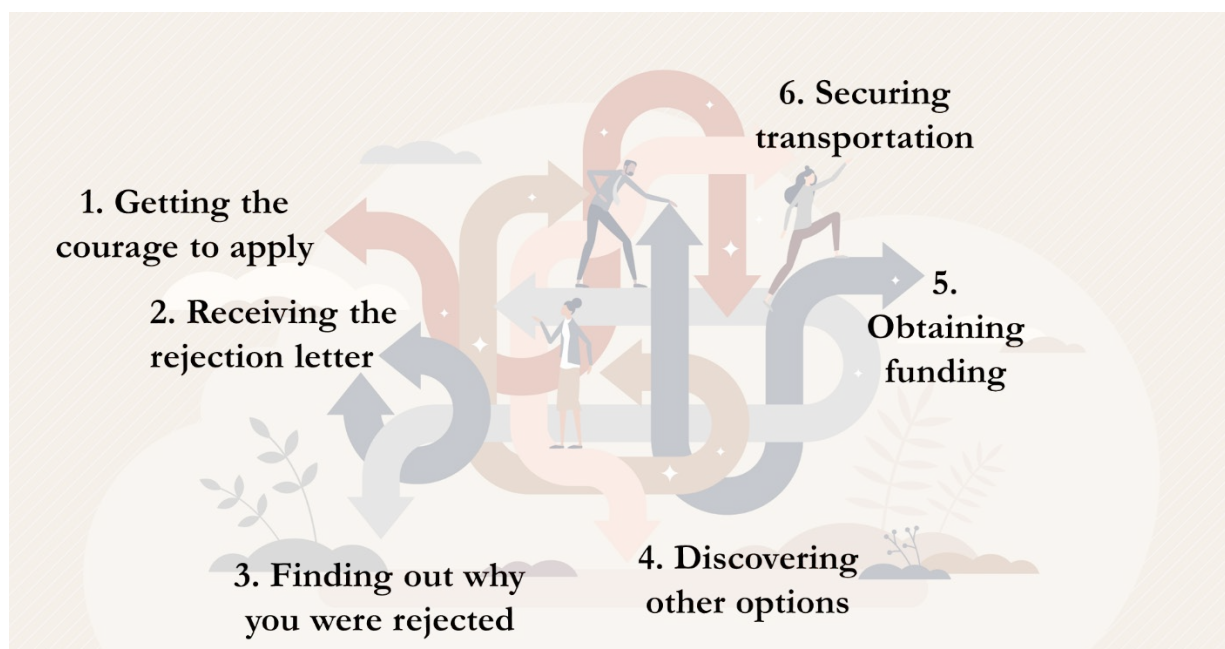 1. Getting the
courage to apply
2. Receiving the
rejection letter
3. Finding out why
you were rejected
4. Discovering
other options
5.
Obtaining
funding
6. Securing
transportation